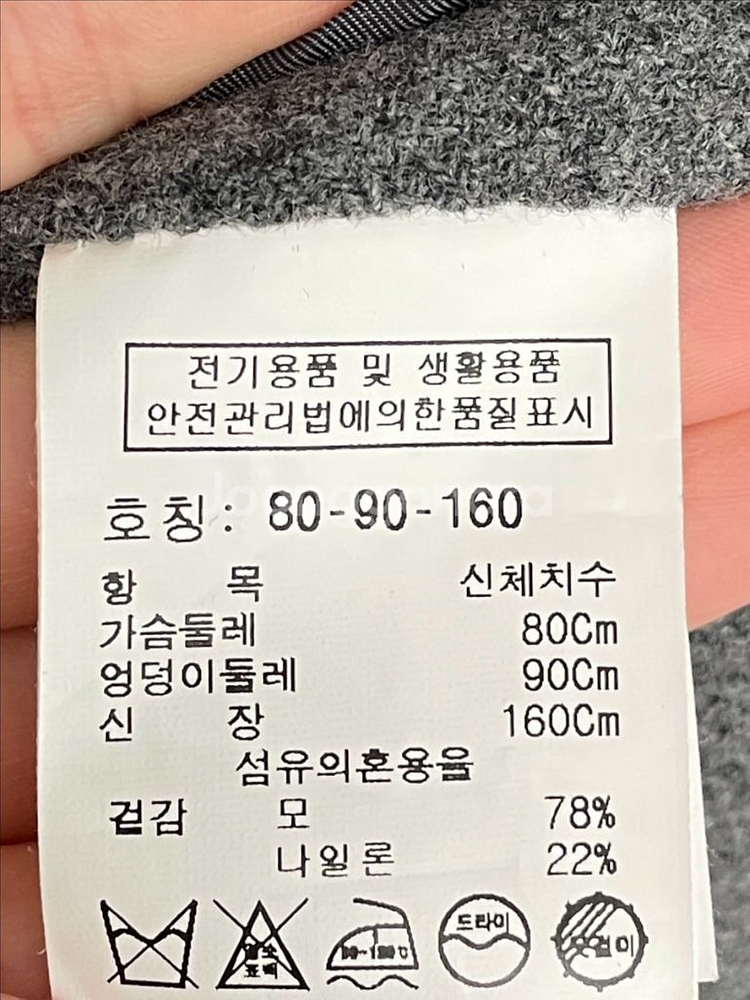 전기용품 및 생활용품
안전관리법에의한품질표시
호칭: 80-90-160
항 목 신체치수
가슴둘레 80Cm
엉덩이둘레 90Cm
신 장 160Cm
섬유의혼용율
겉감 모 78%
나일론 22%
드라이
옷걸이